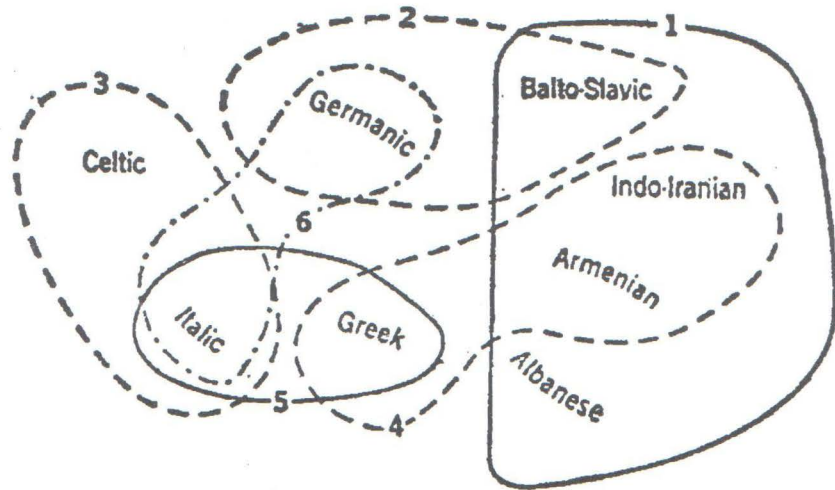 2
1
3
Germanic
Balto-Slavic
Celtic
Indo-Iranian
6
Armenian
Italic
Greek
Albanese
5
4